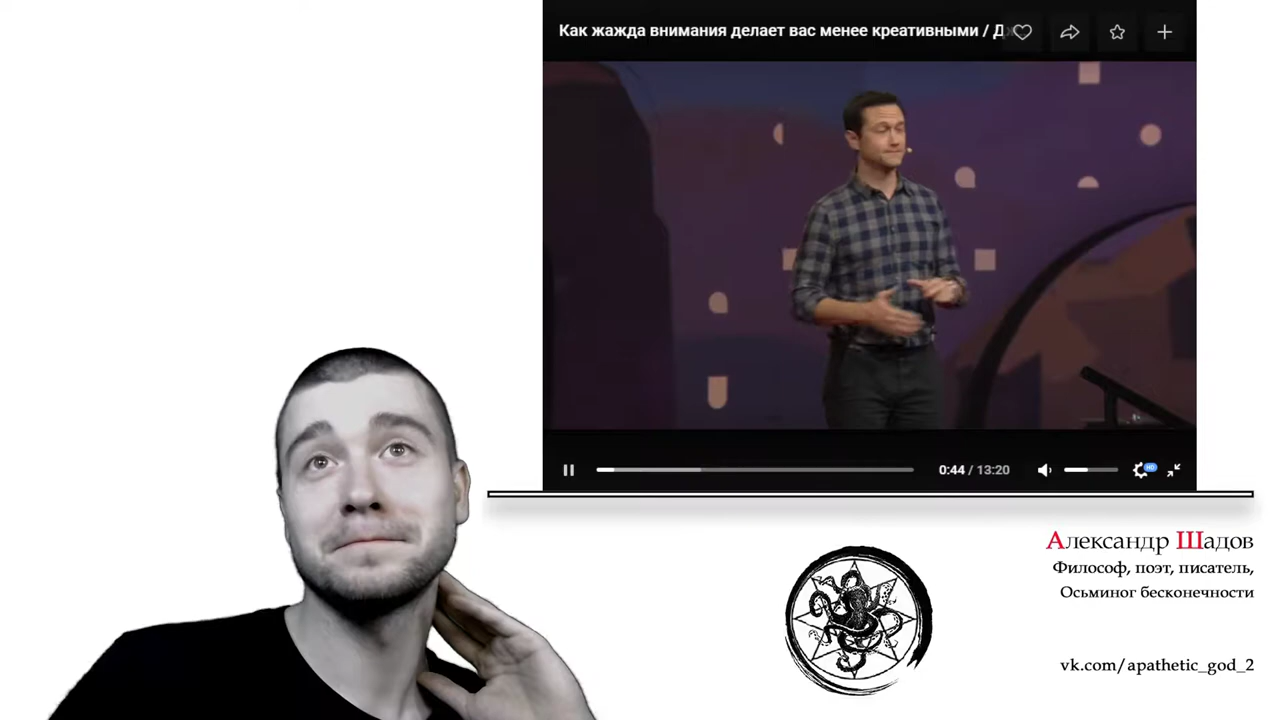 Как жажда внимания делает вас менее креативными /
0:44 / 13:20
HD
Александр Шадов
Философ, поэт, писатель,
Осьминог бесконечности
vk.com/apathetic_god_2